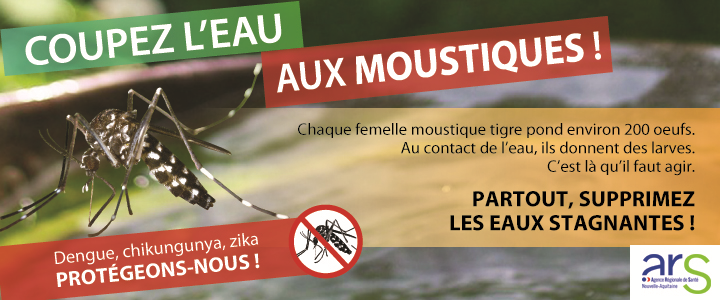 COUPEZ L'EAU
AUX MOUSTIQUES !
Chaque femelle moustique tigre pond environ 200 oeufs.
Au contact de l'eau, ils donnent des larves.
C'est là qu'il faut agir.
PARTOUT, SUPPRIMEZ
LES EAUX STAGNANTES !
Dengue, chikungunya, zika
PROTÉGEONS-NOUS !
ars
Agence Régionale de Santé
Nouvelle-Aquitaine